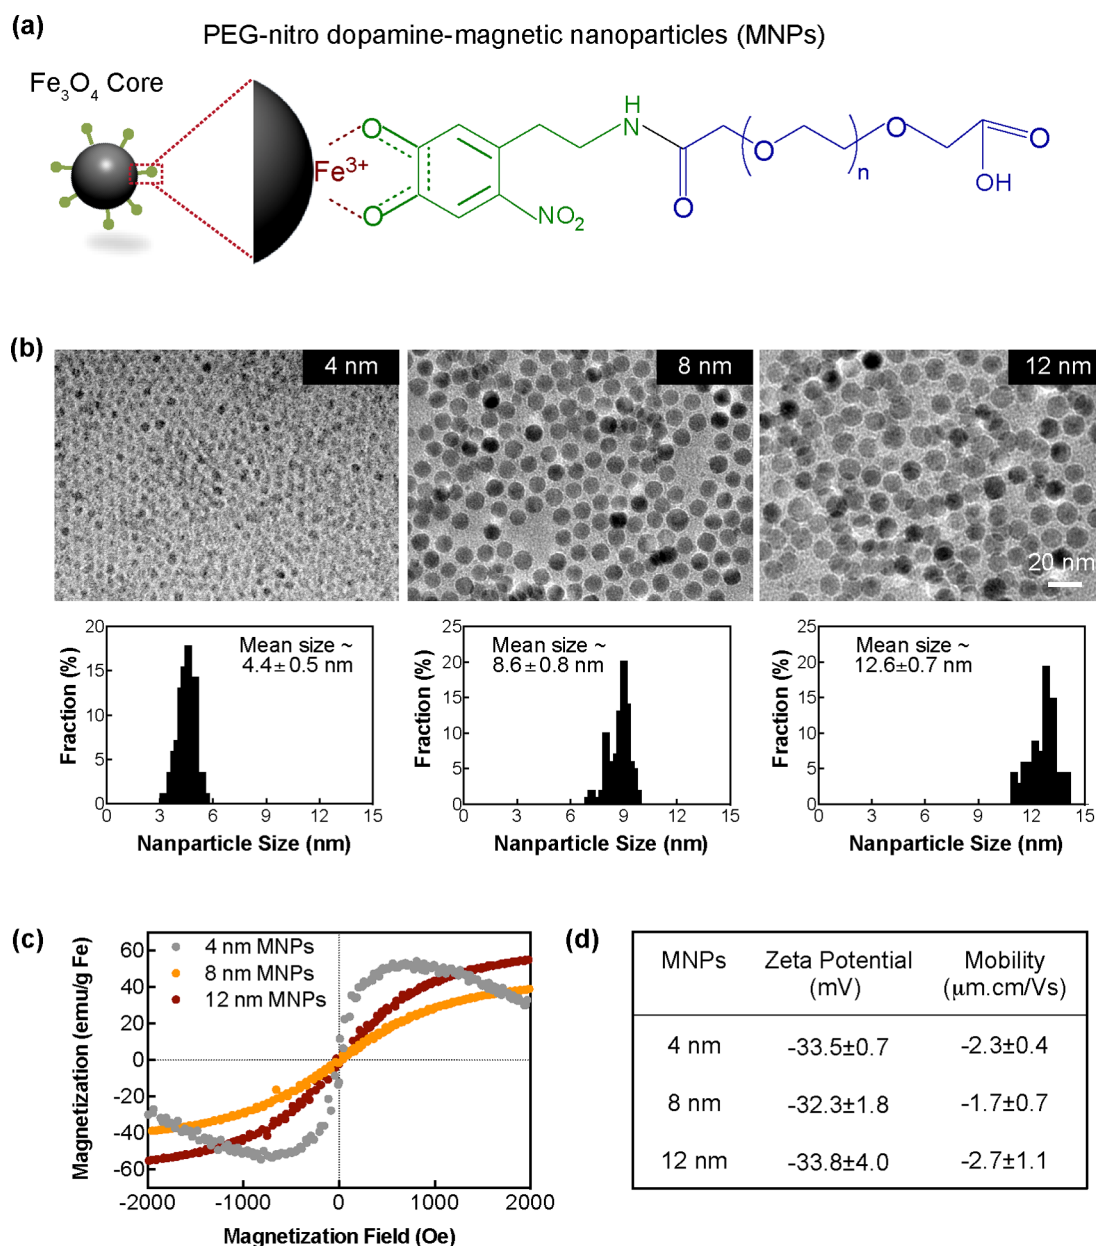 (a)
PEG-nitro dopamine-magnetic nanoparticles (MNPs)
Fe₃O₄ Core
Fe³⁺
O
O
NO₂
H
N
O
O
n
O
O
OH
(b)
4 nm
8 nm
12 nm
20 nm
Fraction (%)
20
15
10
5
0
Mean size ~
4.4±0.5 nm
0 3 6 9 12 15
Nanparticle Size (nm)
Fraction (%)
25
20
15
10
5
0
Mean size ~
8.6±0.8 nm
0 3 6 9 12 15
Nanparticle Size (nm)
Fraction (%)
25
20
15
10
5
0
Mean size ~
12.6±0.7 nm
0 3 6 9 12 15
Nanparticle Size (nm)
(c)
Magnetization (emu/g Fe)
60
40
20
0
-20
-40
-60
4 nm MNPs
8 nm MNPs
12 nm MNPs
-2000 -1000 0 1000 2000
Magnetization Field (Oe)
(d)
MNPs Zeta Potential (mV) Mobility (μm.cm/Vs)
4 nm -33.5±0.7 -2.3±0.4
8 nm -32.3±1.8 -1.7±0.7
12 nm -33.8±4.0 -2.7±1.1